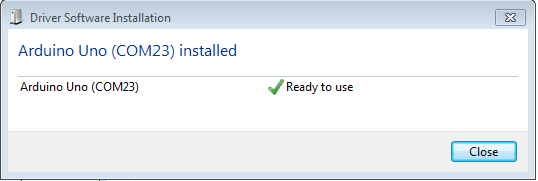 Driver Software Installation
Arduino Uno (COM23) installed
Arduino Uno (COM23) Ready to use
Close